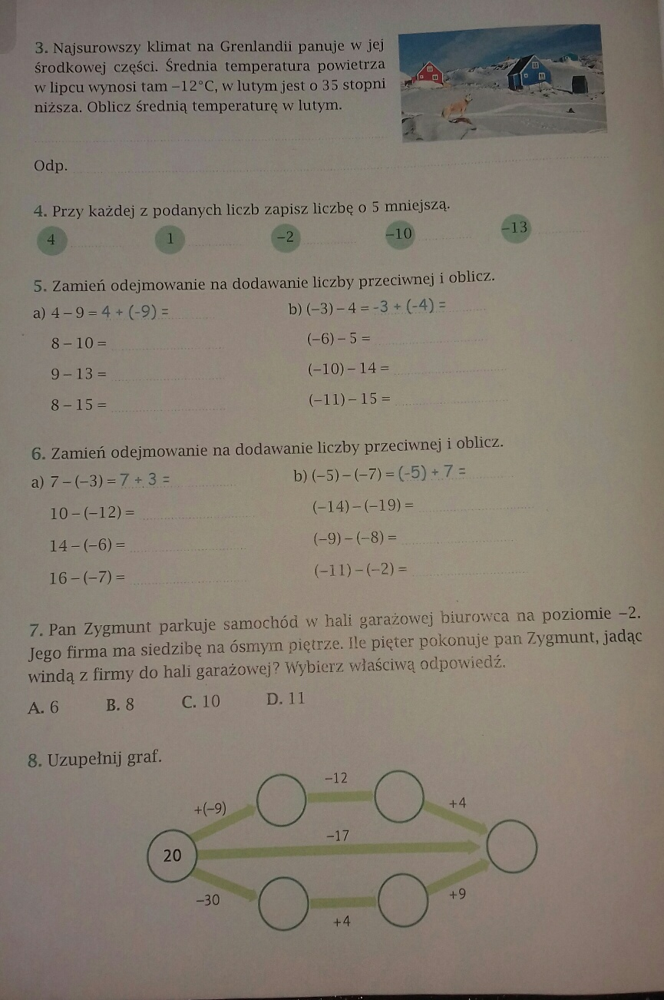 3. Najsurowszy klimat na Grenlandii panuje w jej
środkowej części. Średnia temperatura powietrza
w lipcu wynosi tam −12°C, w lutym jest o 35 stopni
niższa. Oblicz średnią temperaturę w lutym.
Odp.
4. Przy każdej z podanych liczb zapisz liczbę o 5 mniejszą.
4 1 −2 −10 −13
5. Zamień odejmowanie na dodawanie liczby przeciwnej i oblicz.
a) 4 − 9 = 4 + (-9) = b) (−3) − 4 = -3 + (-4) =
8 − 10 = (−6) − 5 =
9 − 13 = (−10) − 14 =
8 − 15 = (−11) − 15 =
6. Zamień odejmowanie na dodawanie liczby przeciwnej i oblicz.
a) 7 − (−3) = 7 + 3 = b) (−5) − (−7) = (-5) + 7 =
10 − (−12) = (−14) − (−19) =
14 − (−6) = (−9) − (−8) =
16 − (−7) = (−11) − (−2) =
7. Pan Zygmunt parkuje samochód w hali garażowej biurowca na poziomie −2.
Jego firma ma siedzibę na ósmym piętrze. Ile pięter pokonuje pan Zygmunt, jadąc
windą z firmy do hali garażowej? Wybierz właściwą odpowiedź.
A. 6 B. 8 C. 10 D. 11
8. Uzupełnij graf.
−12
+(−9) +4
−17
20
−30 +9
+4